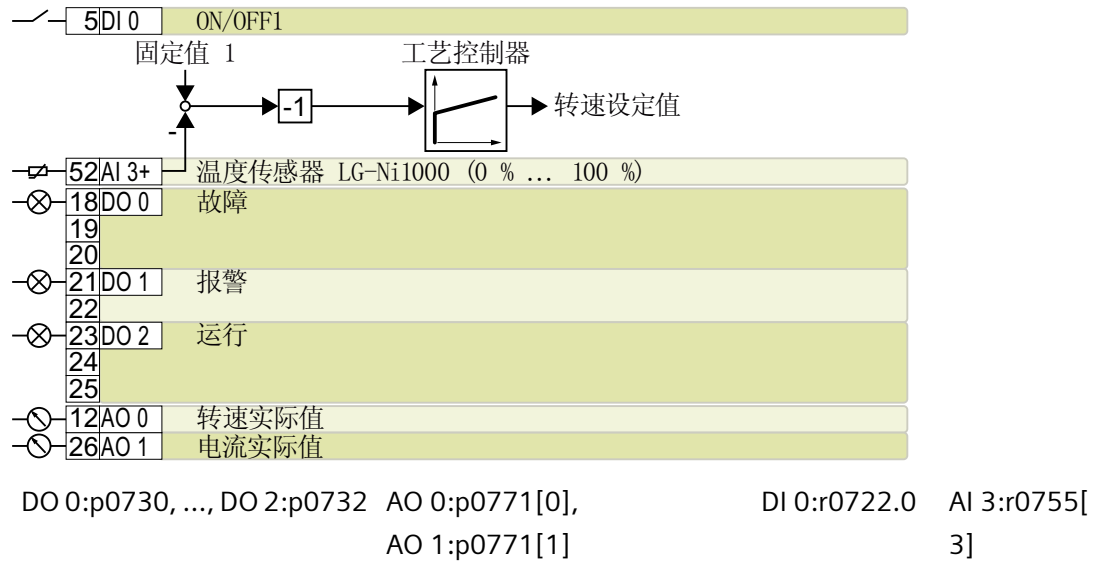 5 DI 0 ON/OFF1
固定值 1 工艺控制器
-1 转速设定值
-
52 AI 3+ 温度传感器 LG-Ni1000 (0 % ... 100 %)
18 DO 0 故障
19
20
21 DO 1 报警
22
23 DO 2 运行
24
25
12 AO 0 转速实际值
26 AO 1 电流实际值
DO 0:p0730, ..., DO 2:p0732 AO 0:p0771[0], DI 0:r0722.0 AI 3:r0755[
AO 1:p0771[1] 3]